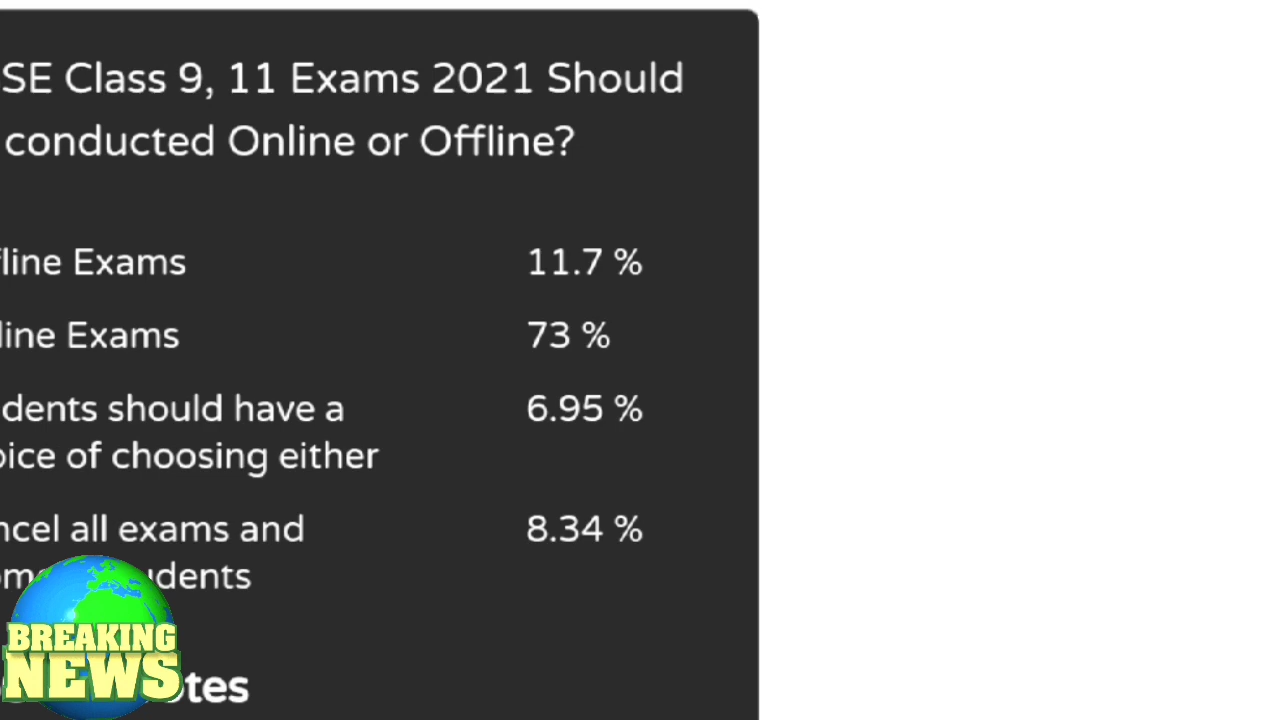 SE Class 9, 11 Exams 2021 Should
conducted Online or Offline?
fline Exams 11.7 %
line Exams 73 %
dents should have a 6.95 %
oice of choosing either
ncel all exams and 8.34 %
udents
BREAKING
NEWS
tes